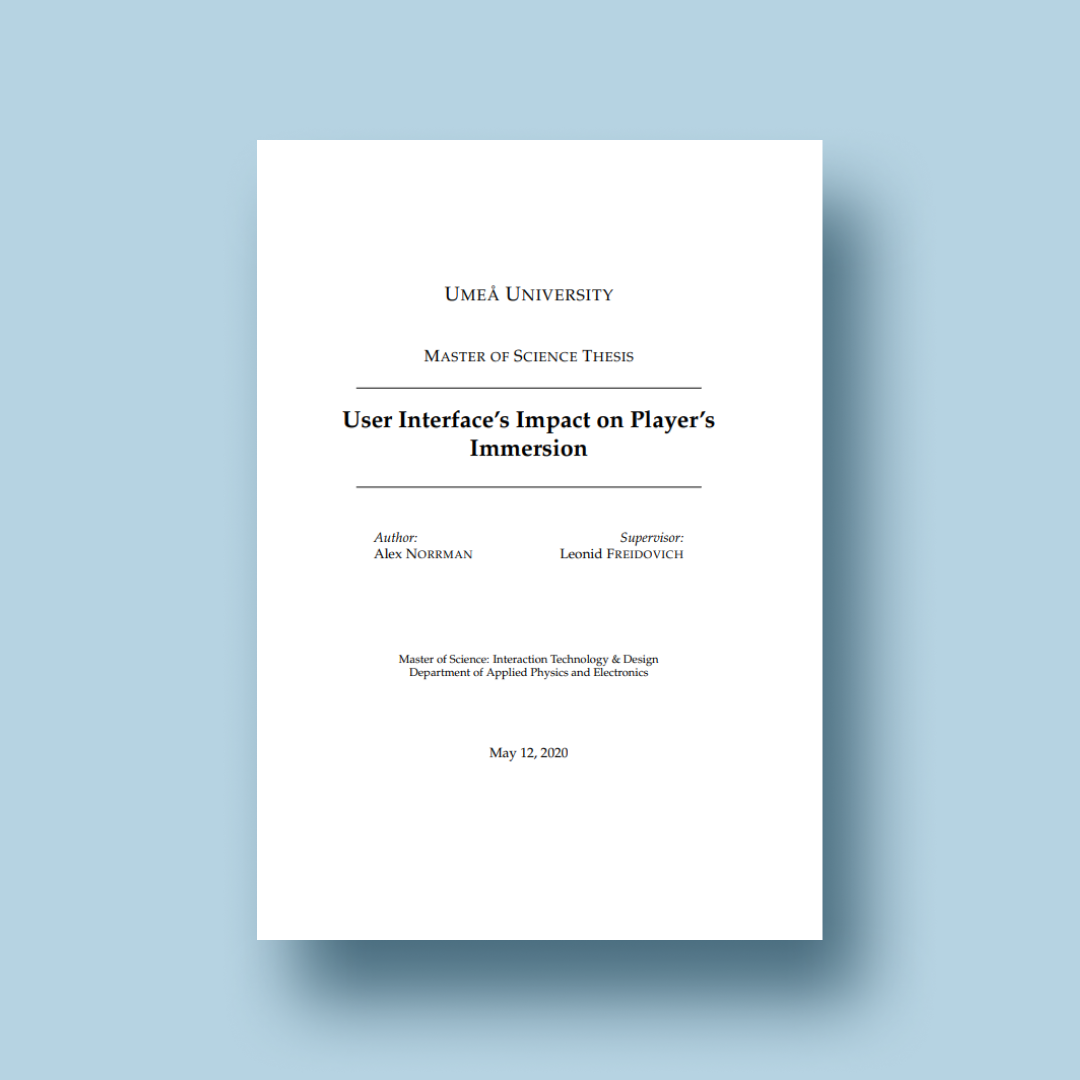 UMEÅ UNIVERSITY
MASTER OF SCIENCE THESIS
User Interface’s Impact on Player’s
Immersion
Author:
Alex NORRMAN
Supervisor:
Leonid FREIDOVICH
Master of Science: Interaction Technology & Design
Department of Applied Physics and Electronics
May 12, 2020